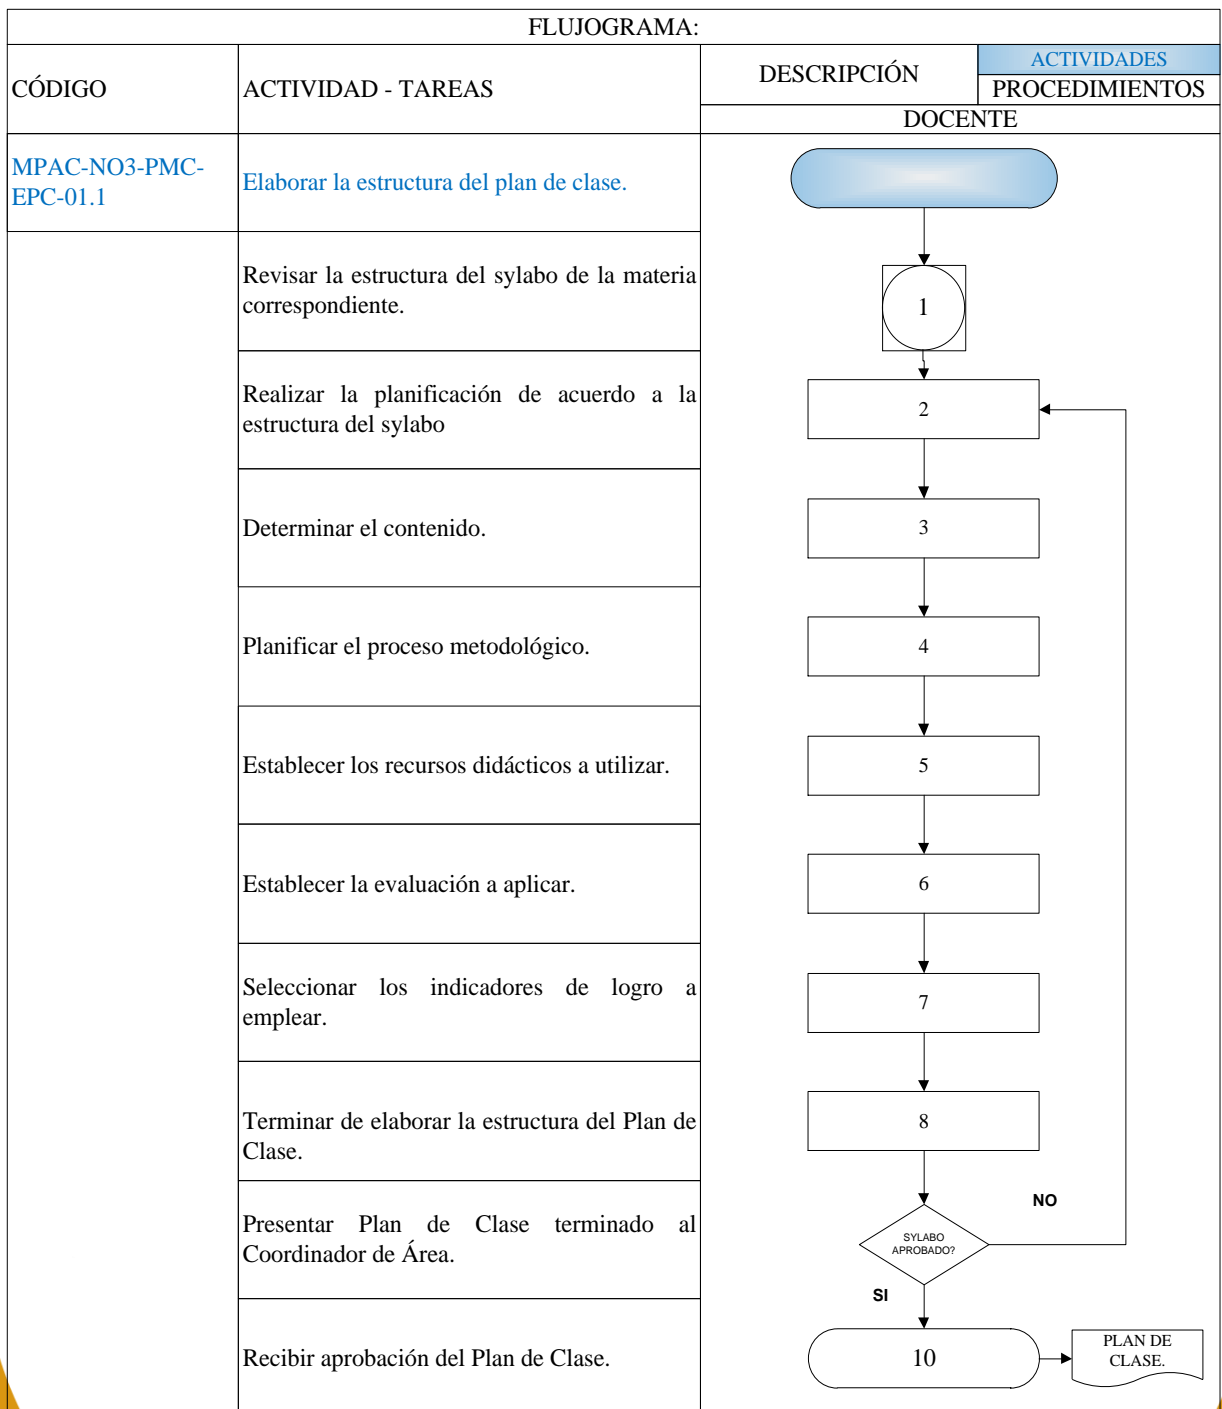 FLUJOGRAMA:
CÓDIGO
ACTIVIDAD - TAREAS
DESCRIPCIÓN
ACTIVIDADES
PROCEDIMIENTOS
DOCENTE
MPAC-NO3-PMC-
EPC-01.1
Elaborar la estructura del plan de clase.
Revisar la estructura del sylabo de la materia
correspondiente.
1
Realizar la planificación de acuerdo a la
estructura del sylabo
2
Determinar el contenido.
3
Planificar el proceso metodológico.
4
Establecer los recursos didácticos a utilizar.
5
Establecer la evaluación a aplicar.
6
Seleccionar los indicadores de logro a
emplear.
7
Terminar de elaborar la estructura del Plan de
Clase.
8
Presentar Plan de Clase terminado al
Coordinador de Área.
SYLABO
APROBADO?
NO
SI
Recibir aprobación del Plan de Clase.
10
PLAN DE
CLASE.